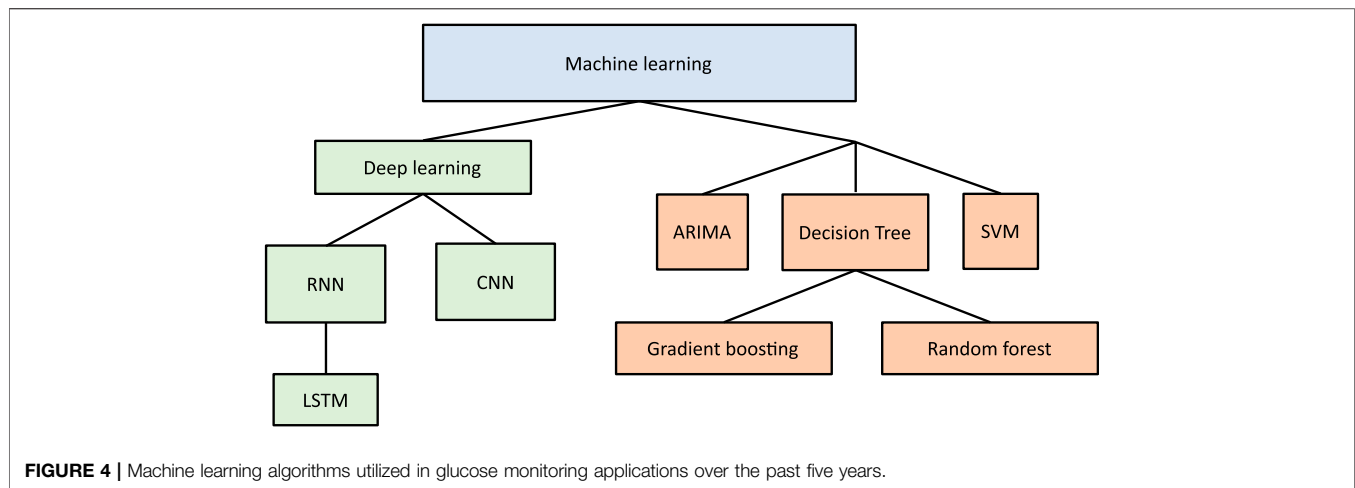 Machine learning
Deep learning
ARIMA
Decision Tree
SVM
RNN
CNN
Gradient boosting
Random forest
LSTM
FIGURE 4 | Machine learning algorithms utilized in glucose monitoring applications over the past five years.